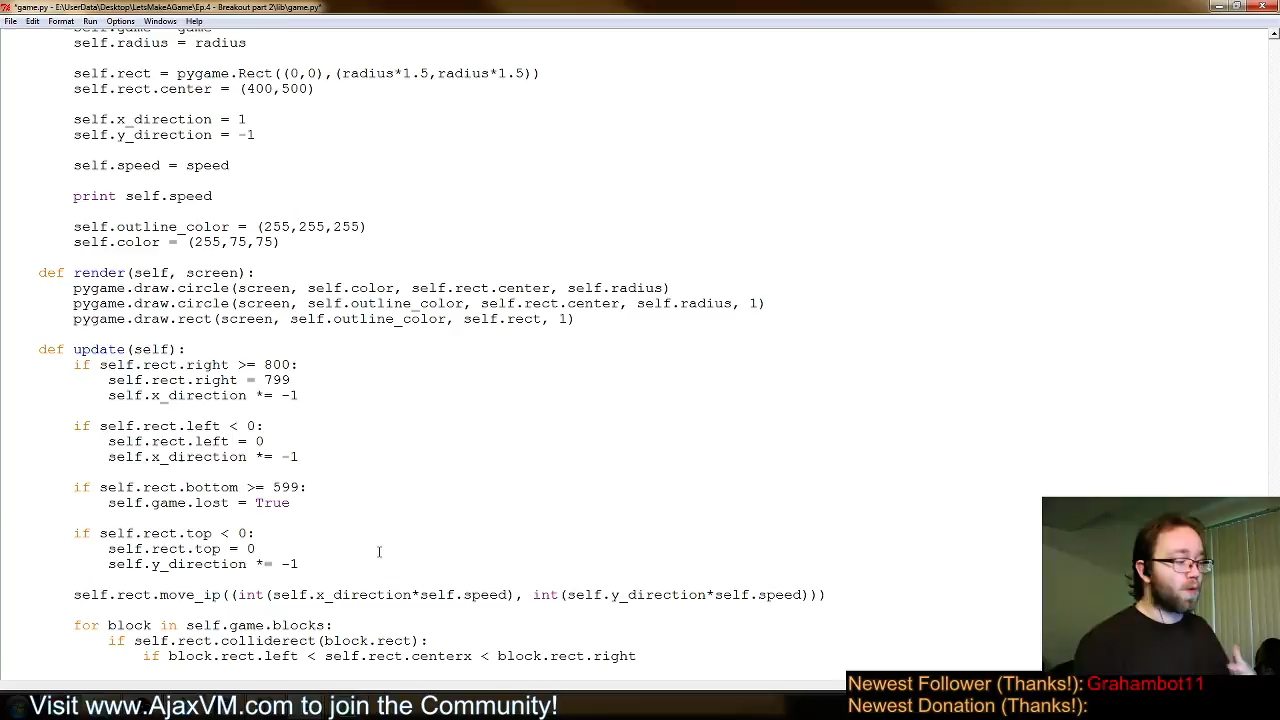 *game.py - E:\UserData\Desktop\LetsMakeAGame\Ep.4 - Breakout part 2\lib\game.py*
File Edit Format Run Options Windows Help
self.game = game
self.radius = radius
self.rect = pygame.Rect((0,0),(radius*1.5,radius*1.5))
self.rect.center = (400,500)
self.x_direction = 1
self.y_direction = -1
self.speed = speed
print self.speed
self.outline_color = (255,255,255)
self.color = (255,75,75)
def render(self, screen):
pygame.draw.circle(screen, self.color, self.rect.center, self.radius)
pygame.draw.circle(screen, self.outline_color, self.rect.center, self.radius, 1)
pygame.draw.rect(screen, self.outline_color, self.rect, 1)
def update(self):
if self.rect.right >= 800:
self.rect.right = 799
self.x_direction *= -1
if self.rect.left < 0:
self.rect.left = 0
self.x_direction *= -1
if self.rect.bottom >= 599:
self.game.lost = True
if self.rect.top < 0:
self.rect.top = 0
self.y_direction *= -1
self.rect.move_ip((int(self.x_direction*self.speed), int(self.y_direction*self.speed)))
for block in self.game.blocks:
if self.rect.colliderect(block.rect):
if block.rect.left < self.rect.centerx < block.rect.right
Newest Follower (Thanks!): Grahambot11
Visit www.AjaxVM.com to join the Community!
Newest Donation (Thanks!):